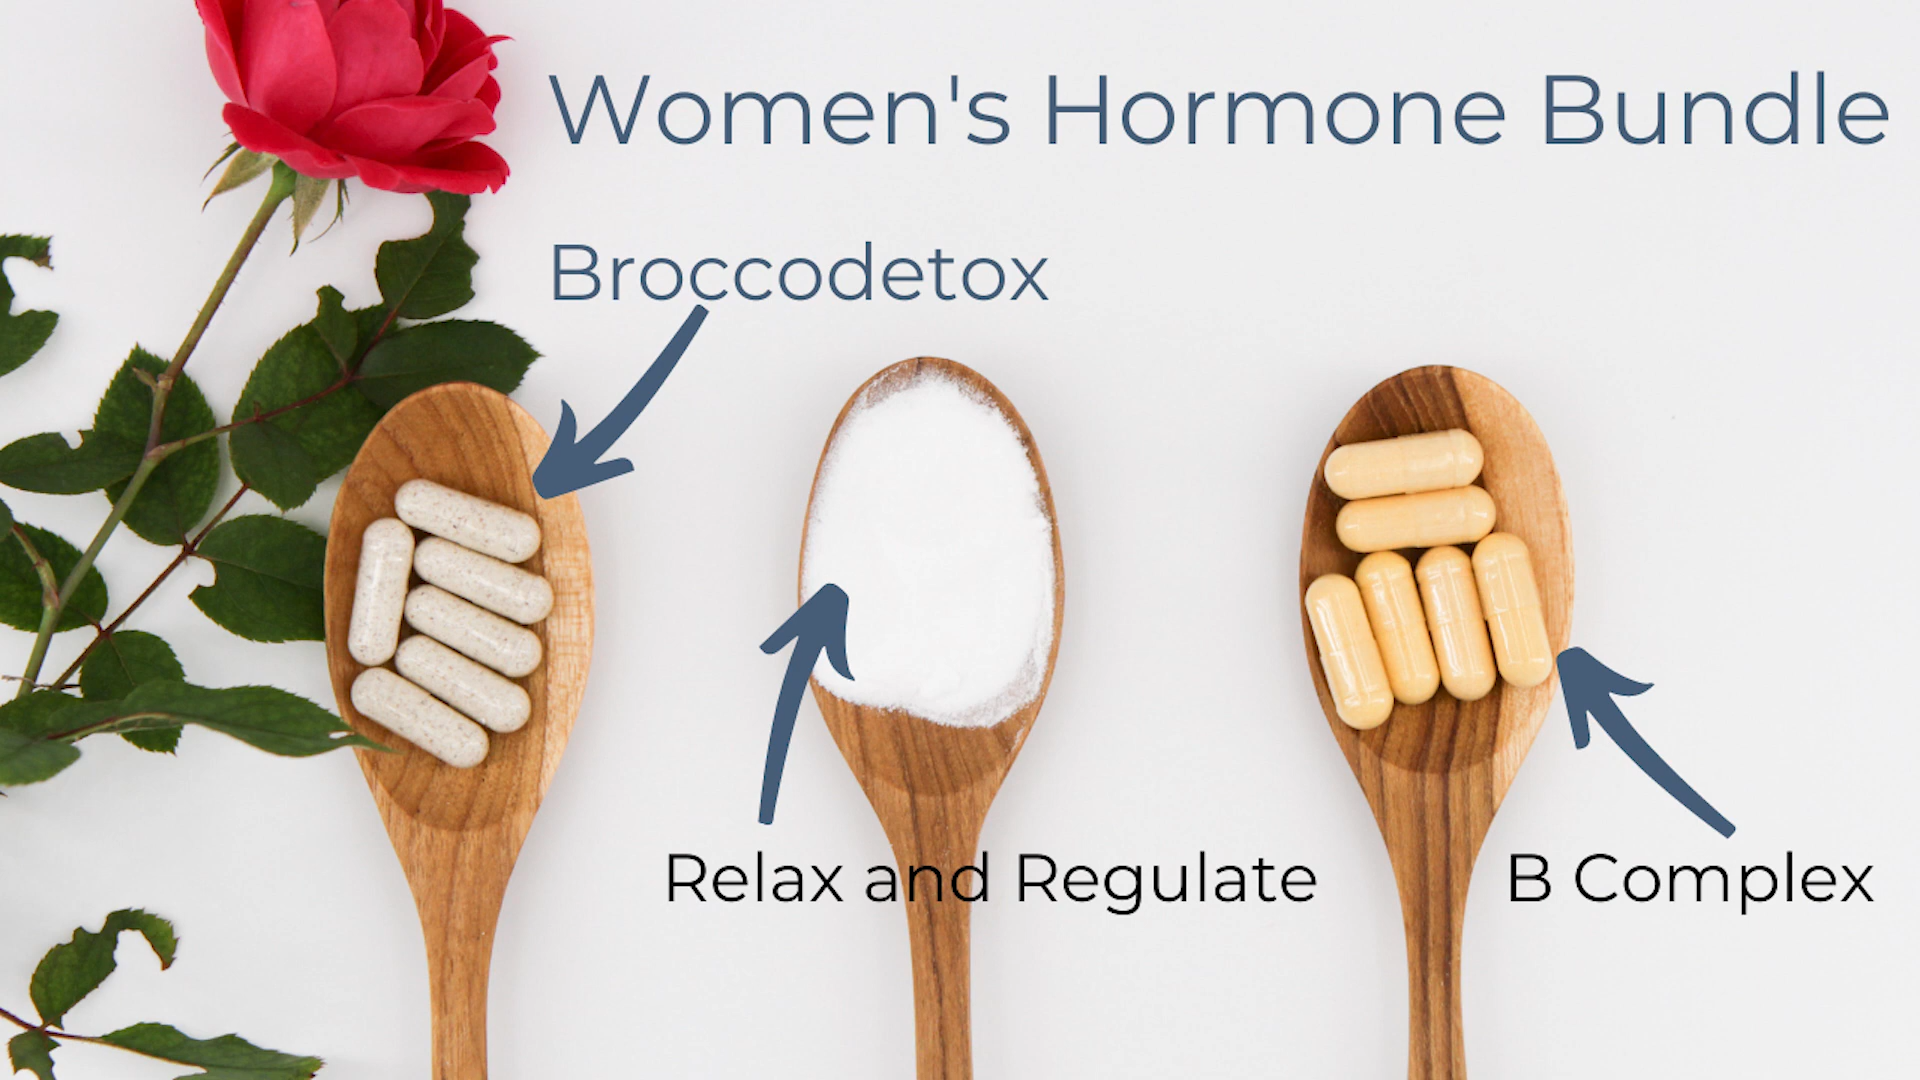 Women's Hormone Bundle
Broccodetox
Relax and Regulate
B Complex